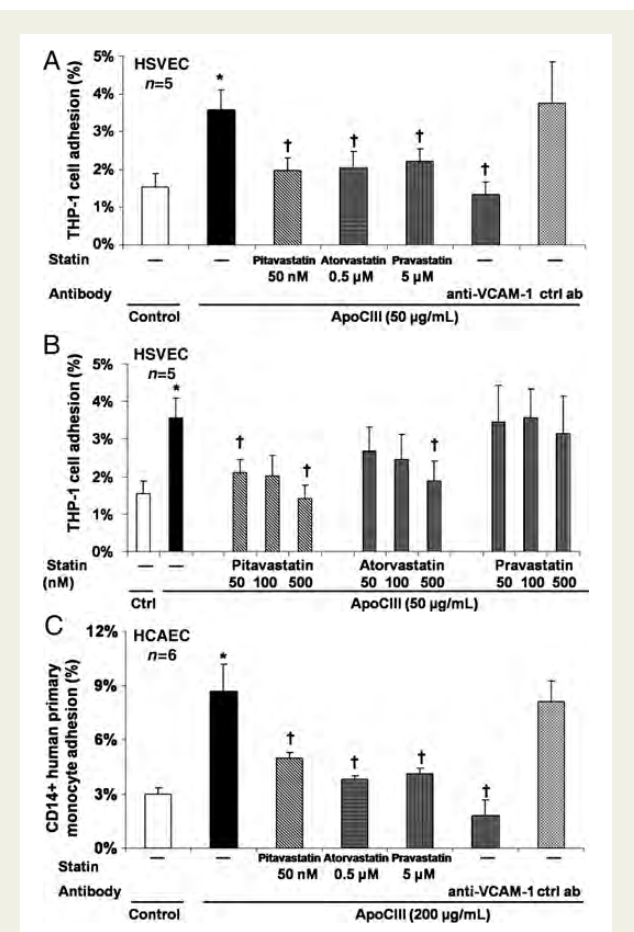 A
5% HSVEC
n=5
4%
3%
2%
1%
0%
THP-1 cell adhesion (%)
* † † † †
Statin — — Pitavastatin Atorvastatin Pravastatin — —
50 nM 0.5 μM 5 μM
Antibody anti-VCAM-1 ctrl ab
Control ApoCIII (50 μg/mL)
B
5% HSVEC
n=5
4%
3%
2%
1%
0%
THP-1 cell adhesion (%)
* † † †
Statin — — Pitavastatin Atorvastatin Pravastatin
(nM) 50 100 500 50 100 500 50 100 500
Ctrl ApoCIII (50 μg/mL)
C
12% HCAEC
n=6
9%
6%
3%
0%
CD14+ human primary
monocyte adhesion (%)
* † † † †
Statin — — Pitavastatin Atorvastatin Pravastatin — —
50 nM 0.5 μM 5 μM
Antibody anti-VCAM-1 ctrl ab
Control ApoCIII (200 μg/mL)